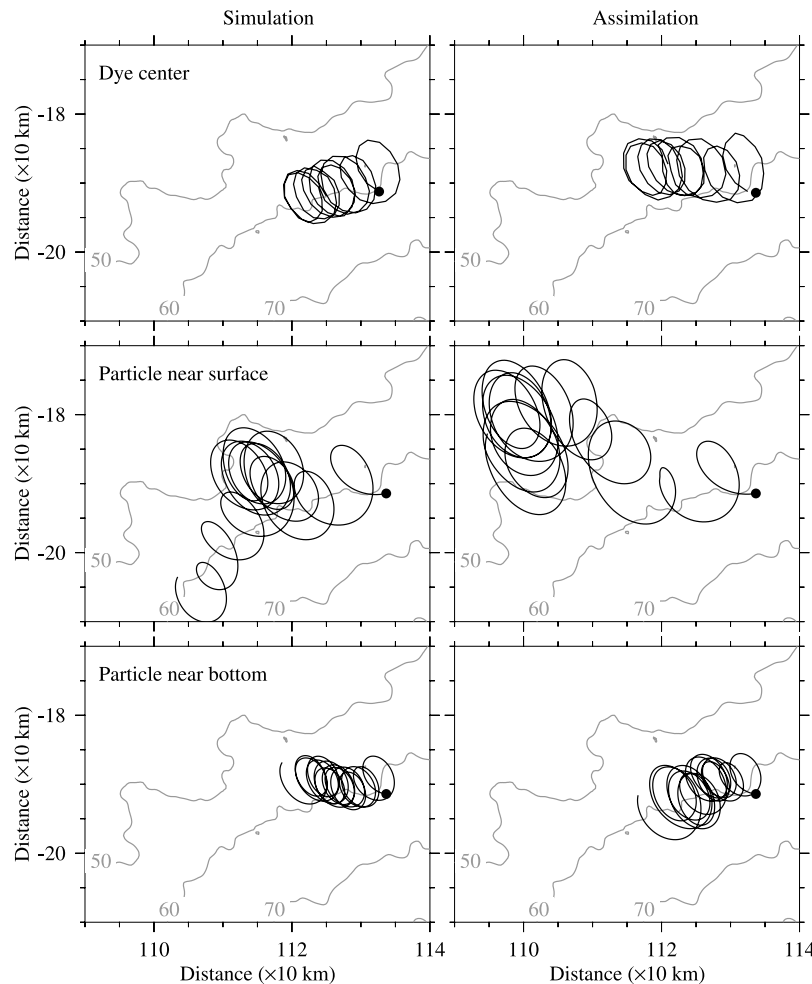 Simulation Assimilation
Dye center
-18
-20
Distance (×10 km)
50
60
70
50
60
70
Particle near surface
-18
-20
Distance (×10 km)
50
60
70
50
60
70
Particle near bottom
-18
-20
Distance (×10 km)
50
60
70
50
60
70
110 112 114 110 112 114
Distance (×10 km) Distance (×10 km)